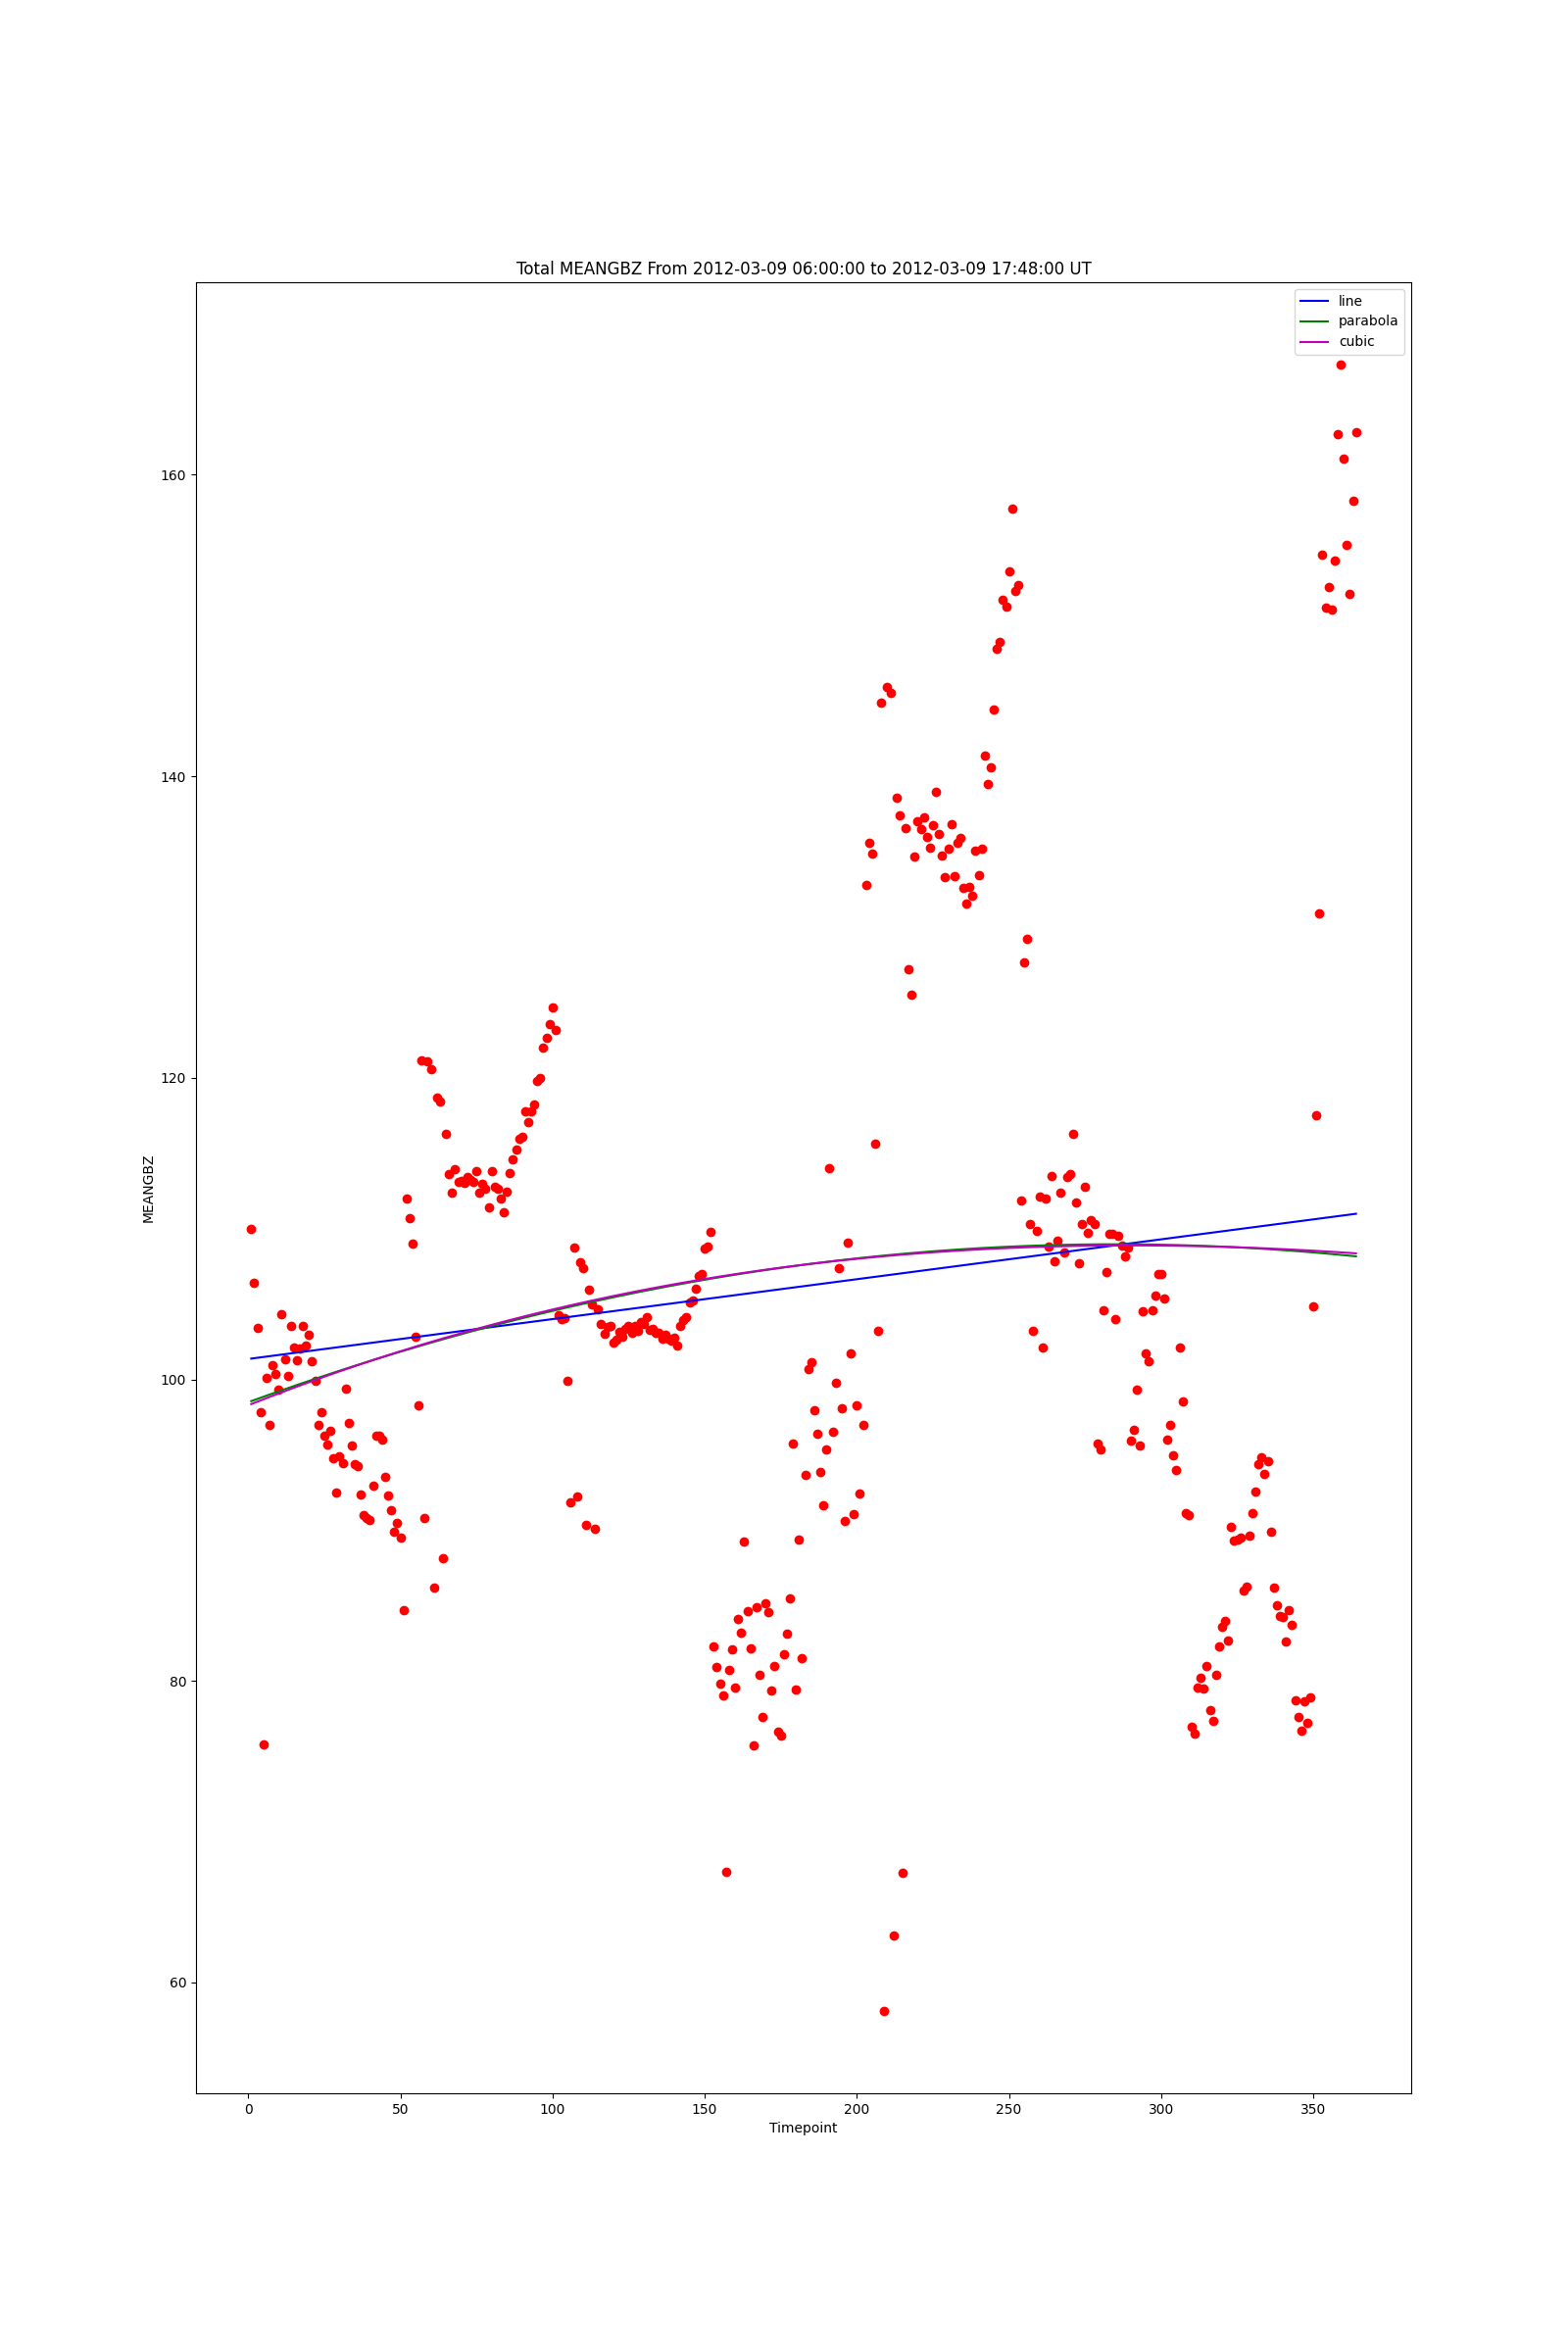 Total MEANGBZ From 2012-03-09 06:00:00 to 2012-03-09 17:48:00 UT
line
parabola
cubic
160
140
120
100
80
60
MEANGBZ
0 50 100 150 200 250 300 350
Timepoint